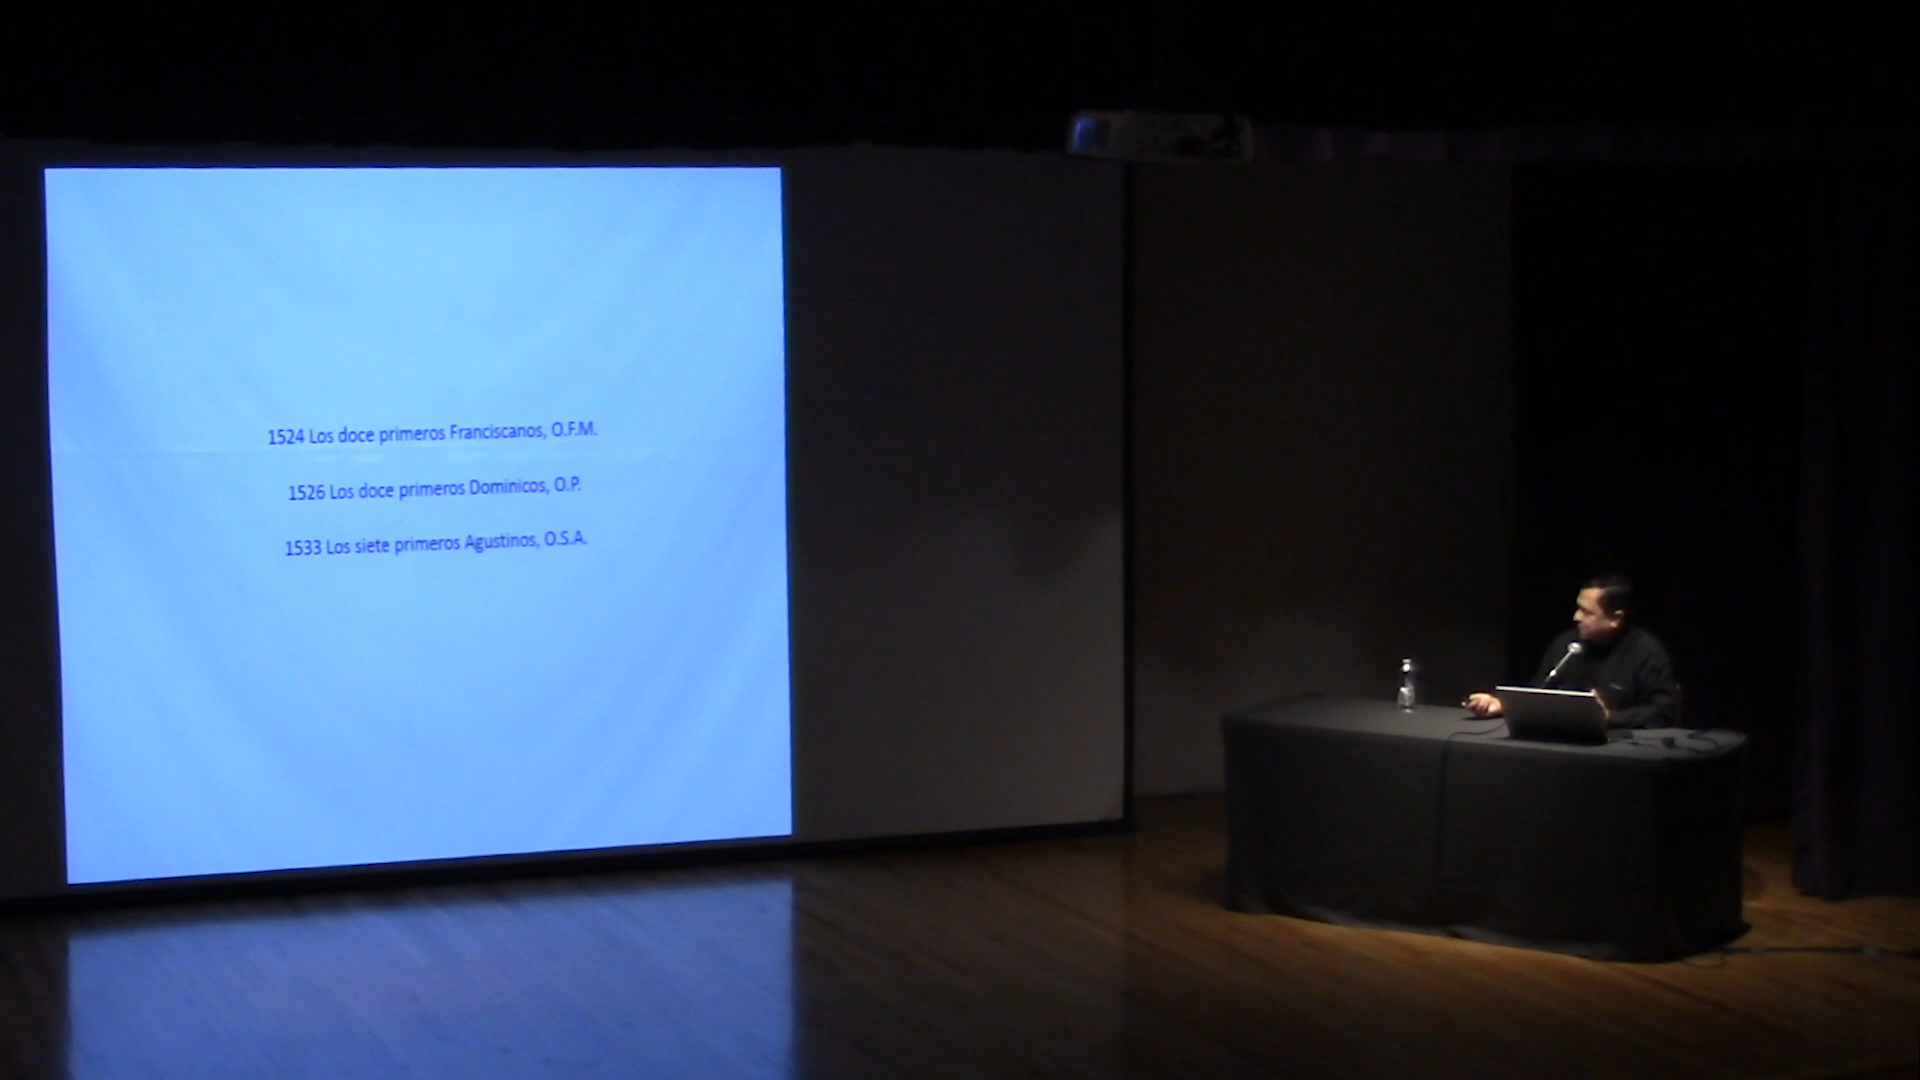 1524 Los doce primeros Franciscanos, O.F.M.
1526 Los doce primeros Dominicos, O.P.
1533 Los siete primeros Agustinos, O.S.A.